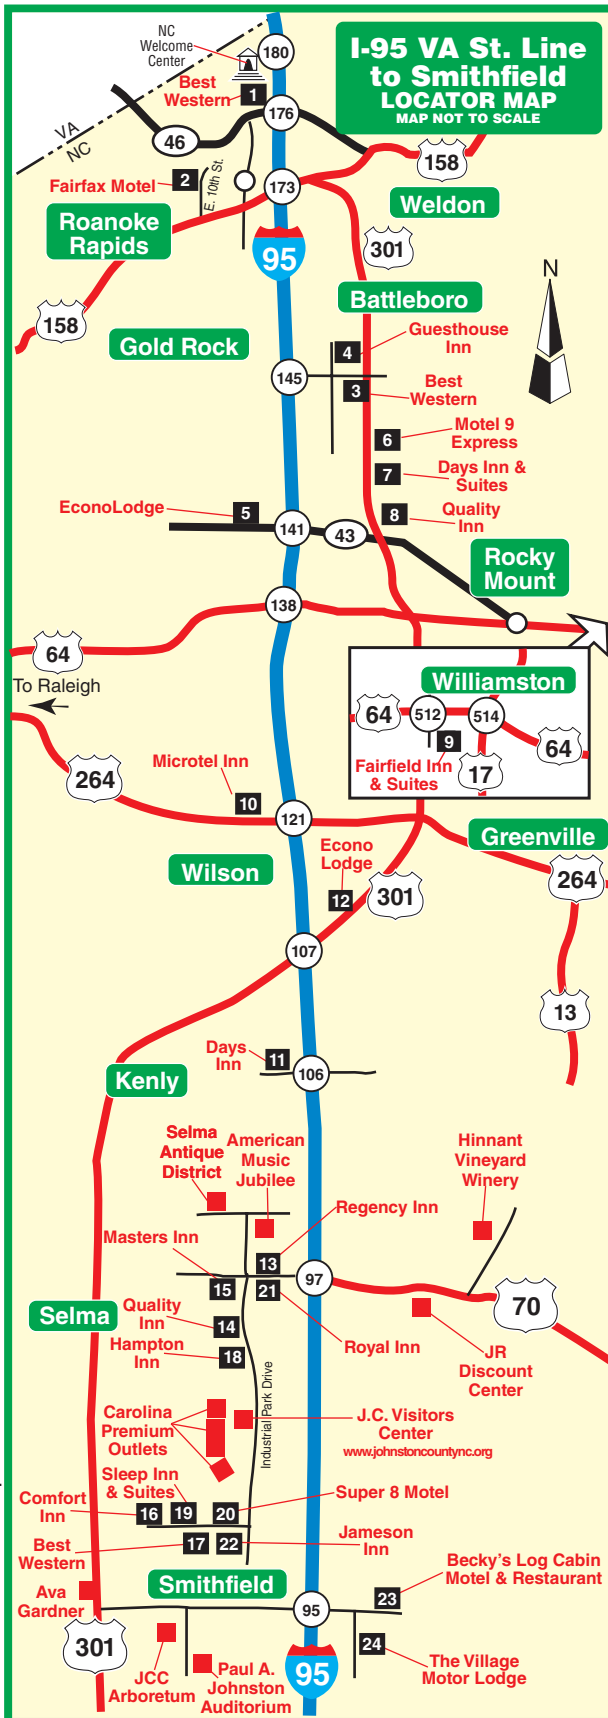 NC
Welcome
Center
180
I-95 VA St. Line
to Smithfield
LOCATOR MAP
MAP NOT TO SCALE
Best
Western
1
176
VA
NC
46
158
Fairfax Motel
2
E. 10th St.
173
Weldon
Roanoke
Rapids
301
95
N
158
Battleboro
Gold Rock
4
Guesthouse
Inn
145
3
Best
Western
6
Motel 9
Express
7
Days Inn &
Suites
EconoLodge
5
8
Quality
Inn
141
43
Rocky
Mount
138
64
To Raleigh
Williamston
64
512
514
9
64
Fairfield Inn
& Suites
17
264
Microtel Inn
10
121
Greenville
Econo
Lodge
Wilson
264
12
301
107
13
Days
Inn
11
106
Kenly
Selma
Antique
District
American
Music
Jubilee
Hinnant
Vineyard
Winery
Regency Inn
Masters Inn
13
97
15
21
70
Selma
Quality
Inn
14
Royal Inn
Hampton
Inn
18
JR
Discount
Center
Industrial Park Drive
Carolina
Premium
Outlets
J.C. Visitors
Center
www.johnstoncountync.org
Sleep Inn
& Suites
Super 8 Motel
Comfort
Inn
16
19
20
Best
Western
17
22
Jameson
Inn
Smithfield
Becky's Log Cabin
Motel & Restaurant
Ava
Gardner
95
23
301
24
JCC
Arboretum
Paul A.
Johnston
Auditorium
95
The Village
Motor Lodge